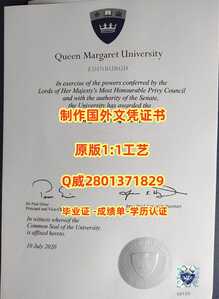 Queen Margaret University
EDINBURGH
In exercise of the powers conferred by the
Lords of Her Majesty's Most Honourable Privy Council
and with the authority of the Senate,
the University has awarded the
制作国外文凭证书
原版1:1工艺
Q威2801371829
毕业证 -成绩单-学历认证
Principal and Vice
In witness whereof the
Common Seal of the University
is affixed hereto.
10 July 2020